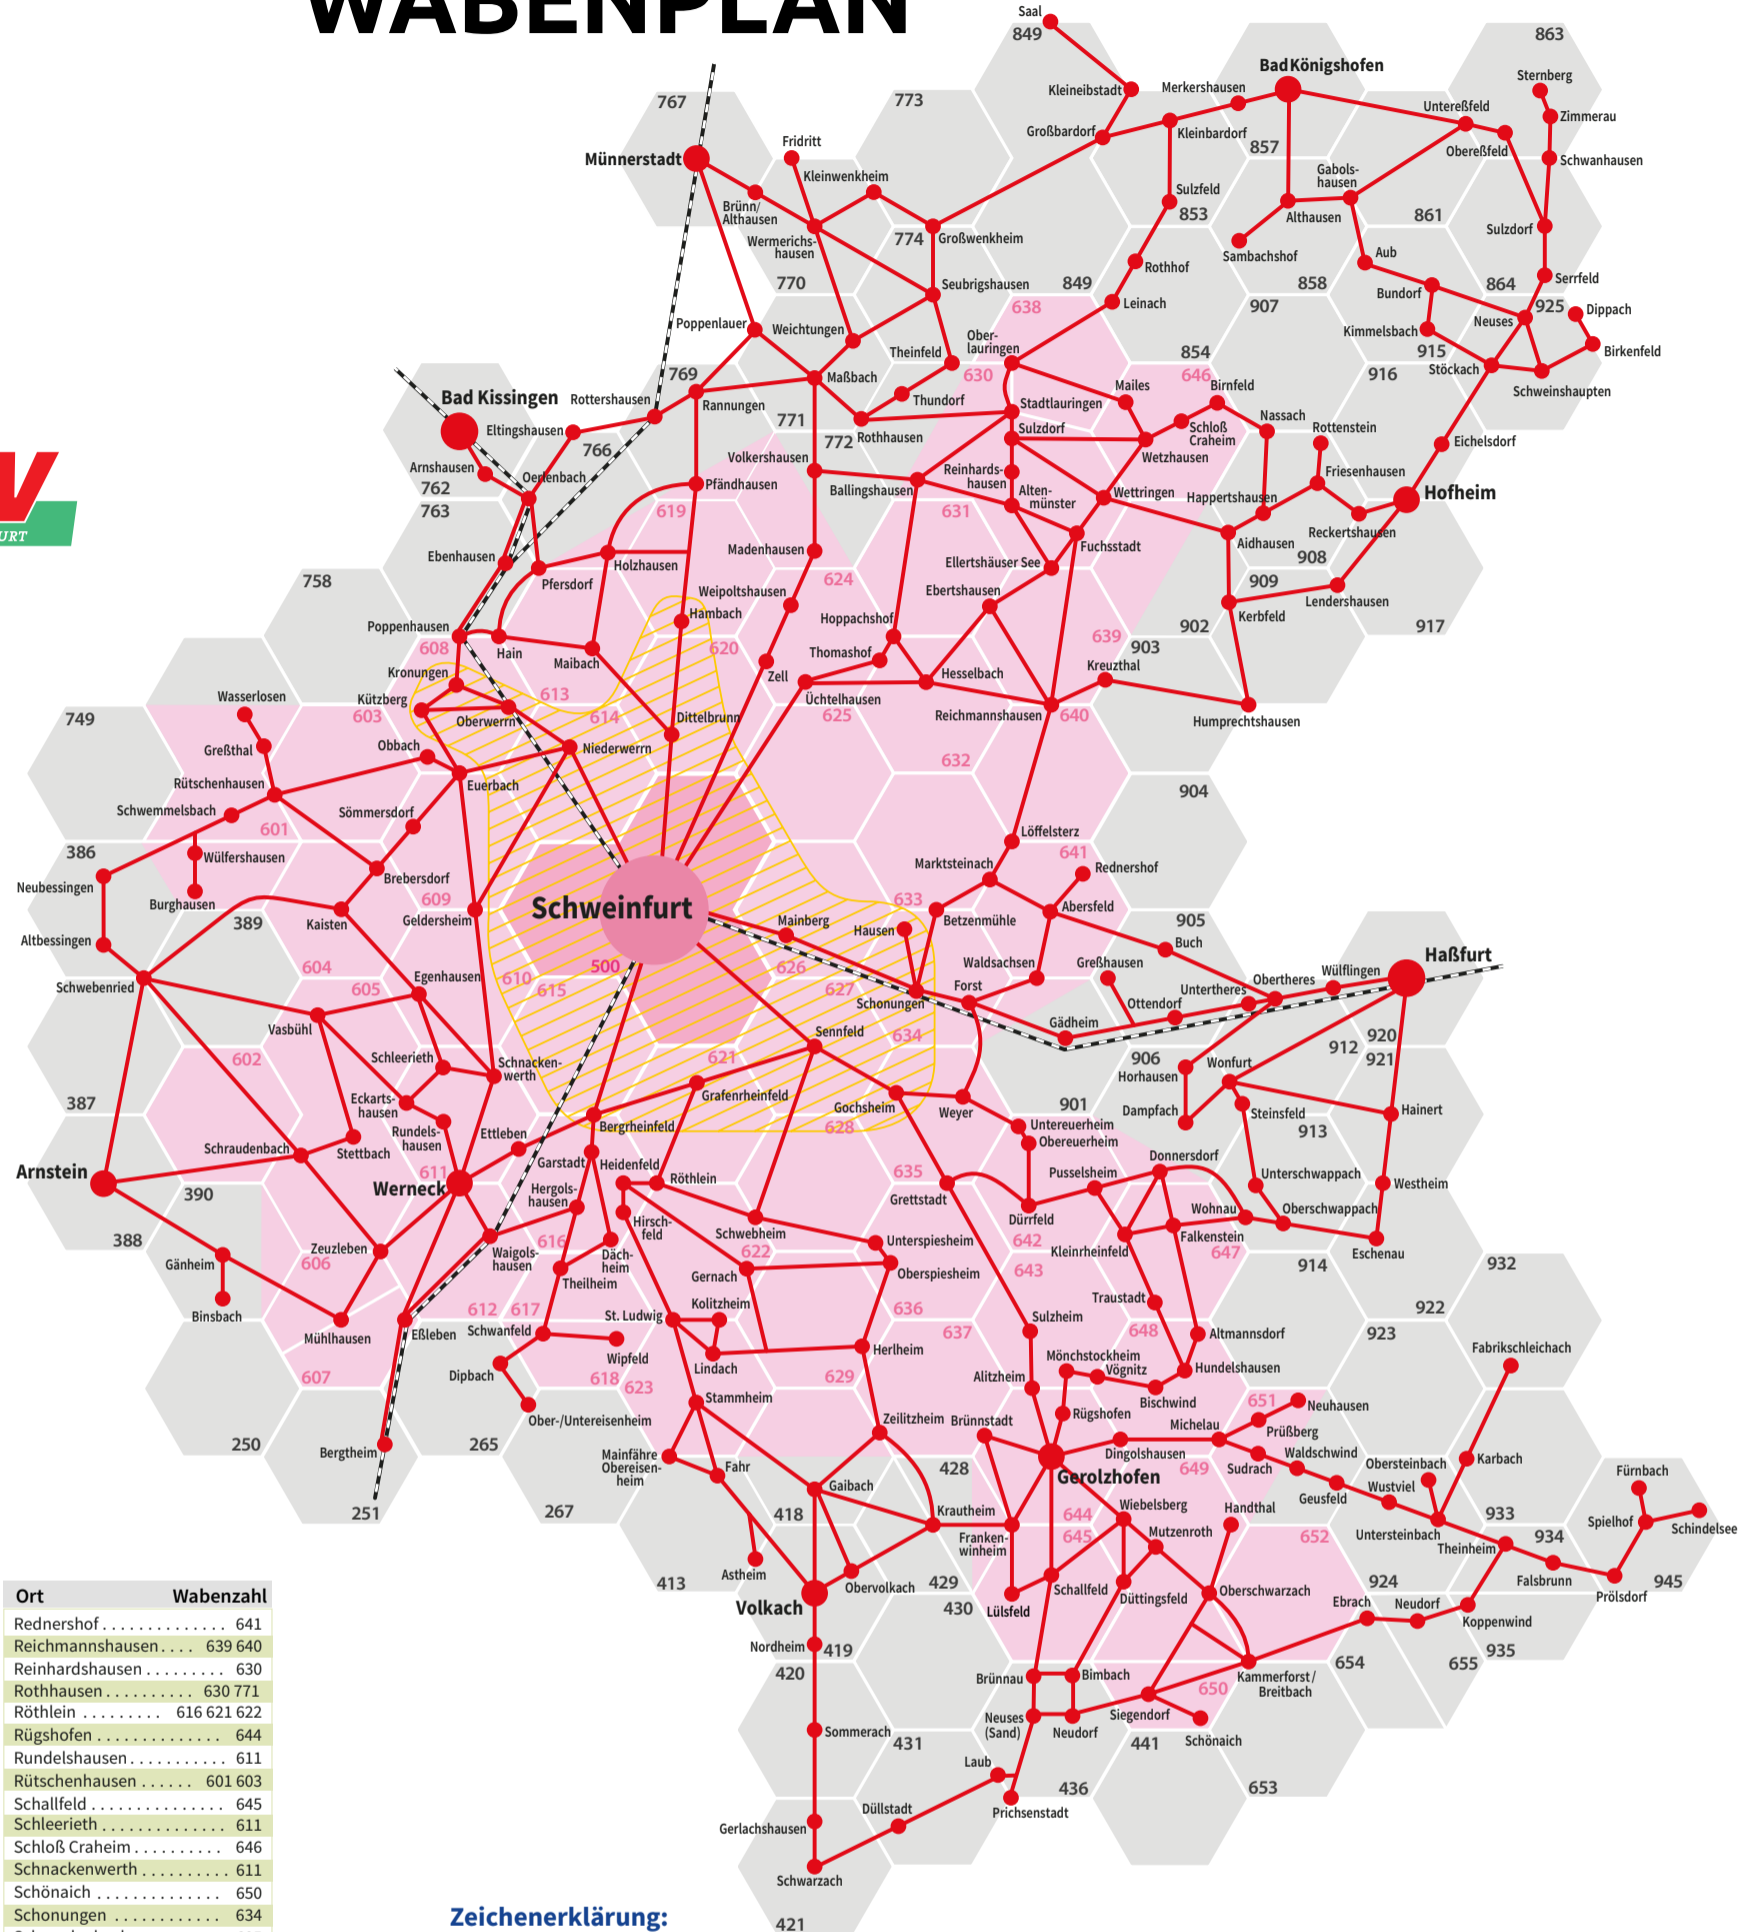 WABENPLAN
Saal
849
863
Bad Königshofen
Sternberg
Kleineibstadt
Merkershausen
767
773
Untereßfeld
Zimmerau
Großbardorf
Kleinbardorf
Fridritt
857
Obereßfeld
Münnerstadt
Schwanhausen
Kleinwenkheim
Gabols-
hausen
Sulzfeld
Brünn/
Althausen
853
Althausen
861
Sulzdorf
Wermerichs-
hausen
774
Großwenkheim
Sambachshof
Aub
Rothhof
770
Seubrigshausen
849
858
Bundorf
864
Serrfeld
638
Leinach
907
925
Dippach
Poppenlauer
Weichtungen
Kimmelsbach
Neuses
Ober-
lauringen
Theinfeld
854
915
Birkenfeld
769
Maßbach
630
646
916
Stöckach
Bad Kissingen
Rottershausen
Rannungen
Thundorf
Mailes
Birnfeld
Schweinshaupten
Stadtlauringen
Eltingshausen
771
Nassach
766
772
Rothhausen
Sulzdorf
Schloß
Craheim
Rottenstein
Eichelsdorf
Arnshausen
Volkershausen
Wetzhausen
762
Oerlenbach
Pfändhausen
Ballingshausen
Reinhards-
hausen
Friesenhausen
763
619
631
Alten-
münster
Wettringen
Happertshausen
Hofheim
Reckertshausen
Ebenhausen
Holzhausen
Madenhausen
Fuchsstadt
Aidhausen
908
758
Pfersdorf
624
Ellertshäuser See
909
Weipoltshausen
Ebertshausen
Lendershausen
Hambach
Hoppachshof
Kerbfeld
Poppenhausen
902
917
608
Hain
Maibach
620
Thomashof
639
903
Kronungen
Zell
Hesselbach
Kreuzthal
Wasserlosen
Kützberg
613
Üchtelhausen
749
603
Oberwerrn
614
Dittelbrunn
625
Reichmannshausen
640
Humprechtshausen
Greßthal
Obbach
Niederwerrn
632
Rütschenhausen
Euerbach
904
Schwemmelsbach
Sömmersdorf
601
Löffelsterz
386
Wülfershausen
Marktsteinach
641
Rednershof
Neubessingen
Brebersdorf
Burghausen
609
633
Schweinfurt
Abersfeld
389
Kaisten
Geldersheim
Mainberg
Hausen
Betzenmühle
905
Altbessingen
Buch
Haßfurt
604
Egenhausen
500
626
Waldsachsen
Greßhausen
Obertheres
Wülflingen
Schwebenried
605
610
615
627
Schonungen
Forst
Untertheres
Ottendorf
Vasbühl
Gädheim
Sennfeld
634
920
602
Schleerieth
Schnacken-
werth
621
906
Wonfurt
912
921
Horhausen
387
Eckarts-
hausen
Grafenrheinfeld
Gochsheim
Weyer
901
Dampfach
Steinsfeld
Hainert
Rundels-
hausen
Ettleben
Bergrheinfeld
628
Untereuerheim
Obereuerheim
913
Schraudenbach
Stettbach
Garstadt
Donnersdorf
Arnstein
611
Heidenfeld
Röthlein
635
Pusselsheim
Unterschwappach
390
Werneck
Hergols-
hausen
Grettstadt
Westheim
Hirsch-
feld
Schwebheim
Dürrfeld
Wohnau
Oberschwappach
388
Zeuzleben
Waigols-
hausen
616
Däch-
heim
622
Unterspiesheim
642
Kleinrheinfeld
Falkenstein
647
Eschenau
Gänheim
606
Theilheim
Gernach
Oberspiesheim
643
914
932
Binsbach
612
617
St. Ludwig
Kolitzheim
636
Traustadt
922
Mühlhausen
Eßleben
Schwanfeld
637
Sulzheim
648
Altmannsdorf
923
Wipfeld
Lindach
Herlheim
Mönchstockheim
Fabrikschleichach
607
Dipbach
618
623
629
Alitzheim
Vögnitz
Hundelshausen
Bischwind
Stammheim
651
Neuhausen
Ober-/Untereisenheim
Zeilitzheim
Brünnstadt
Rügshofen
Michelau
Prüßberg
250
Bergtheim
265
Mainfähre
Obereisen-
heim
Dingolshausen
Waldschwind
Fahr
428
Gerolzhofen
649
Sudrach
Obersteinbach
Karbach
Fürnbach
251
267
Gaibach
Geusfeld
Wustviel
418
Krautheim
644
Wiebelsberg
Handthal
933
Spielhof
Schindelsee
Franken-
winheim
645
Mutzenroth
652
Untersteinbach
934
Theinheim
413
Astheim
Obervolkach
429
Schallfeld
Düttingsfeld
Oberschwarzach
924
Falsbrunn
945
Volkach
430
Lülsfeld
Ebrach
Neudorf
Prölsdorf
Koppenwind
Nordheim
419
935
420
Brünnau
Bimbach
Kammerforst/
Breitbach
654
655
650
Sommerach
Neuses
(Sand)
Neudorf
Siegendorf
Schönaich
431
441
Laub
436
653
Düllstadt
Prichsenstadt
Gerlachshausen
Schwarzach
421
URT
Ort Wabenzahl
Rednershof .............. 641
Reichmannshausen .... 639 640
Reinhardshausen ......... 630
Rothhausen .......... 630 771
Röthlein ......... 616 621 622
Rügshofen .............. 644
Rundelshausen ........... 611
Rütschenhausen ...... 601 603
Schallfeld ............... 645
Schleerieth .............. 611
Schloß Craheim .......... 646
Schnackenwerth .......... 611
Schönaich .............. 650
Schonungen ............ 634
Zeichenerklärung: